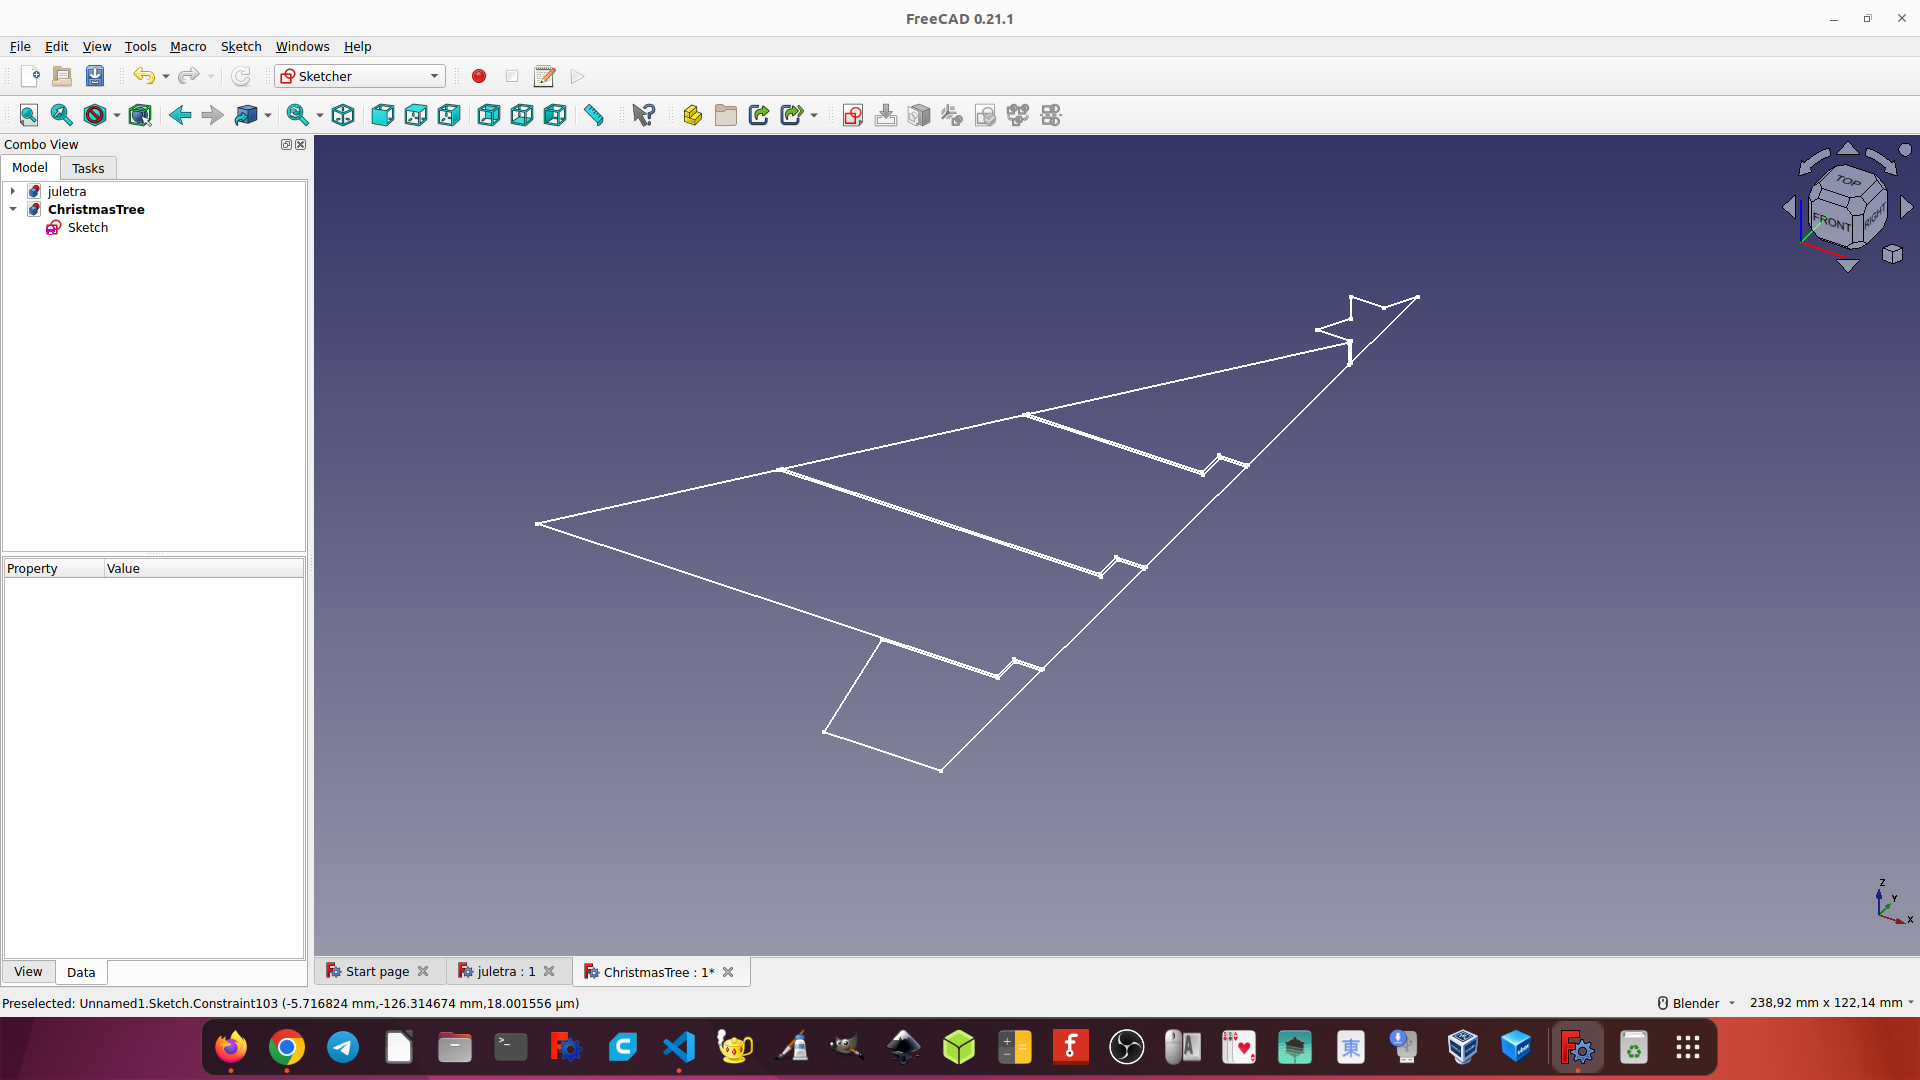 FreeCAD 0.21.1
File Edit View Tools Macro Sketch Windows Help
Sketcher
Combo View
Model Tasks
juletra
ChristmasTree
Sketch
TOP
FRONT
RIGHT
Property Value
Z
Y
X
View Data
Start page juletra : 1 ChristmasTree : 1*
Preselected: Unnamed1.Sketch.Constraint103 (-5.716824 mm,-126.314674 mm,18.001556 µm)
Blender 238,92 mm x 122,14 mm
A
東